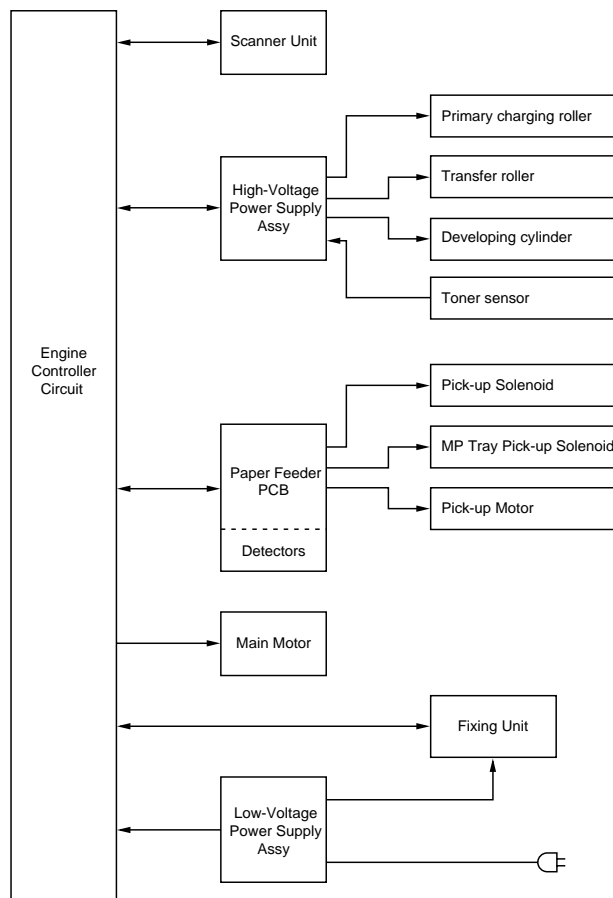 Scanner Unit
Primary charging roller
High-Voltage
Power Supply
Assy
Transfer roller
Developing cylinder
Toner sensor
Engine
Controller
Circuit
Pick-up Solenoid
Paper Feeder
PCB
MP Tray Pick-up Solenoid
Pick-up Motor
Detectors
Main Motor
Fixing Unit
Low-Voltage
Power Supply
Assy